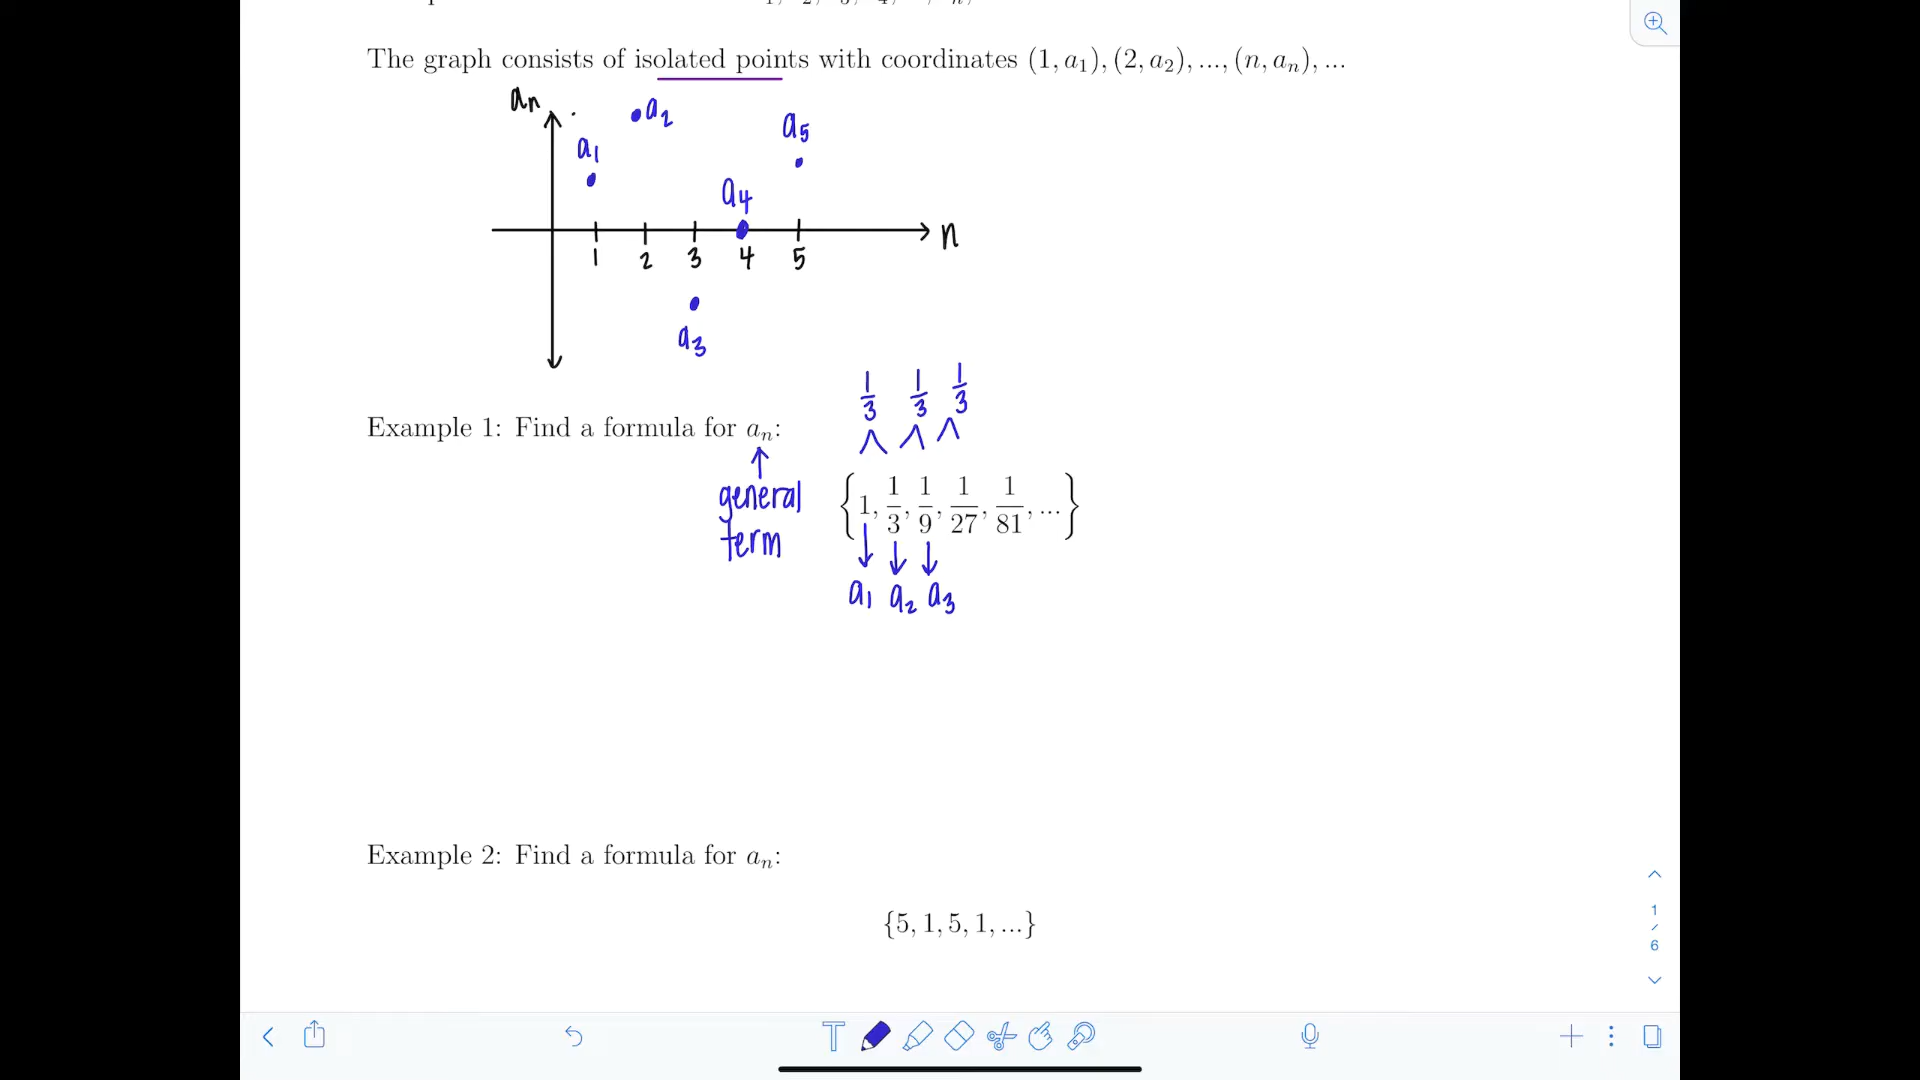 The graph consists of isolated points with coordinates (1, a₁), (2, a₂), ..., (n, aₙ), ...
aₙ
a₂
a₅
a₁
a₄
n
1 2 3 4 5
a₃
1/3 1/3 1/3
Example 1: Find a formula for aₙ:
general
term
{1, 1/3, 1/9, 1/27, 1/81, ...}
a₁ a₂ a₃
Example 2: Find a formula for aₙ:
{5, 1, 5, 1, ...}
1
/
6
T